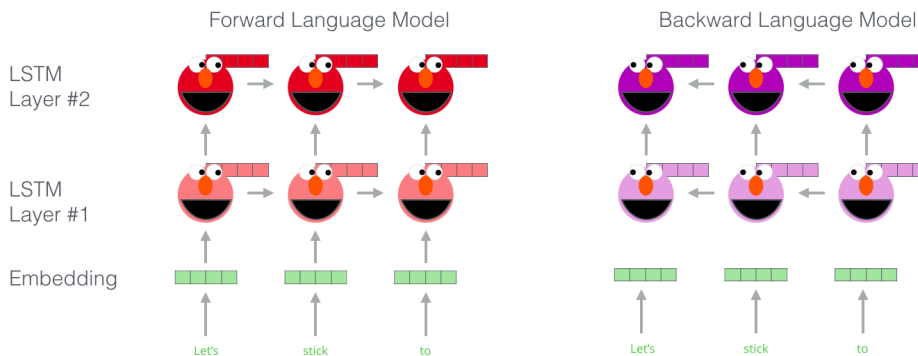 Forward Language Model
Backward Language Model
LSTM
Layer #2
LSTM
Layer #1
Embedding
Let's
stick
to
Let's
stick
to